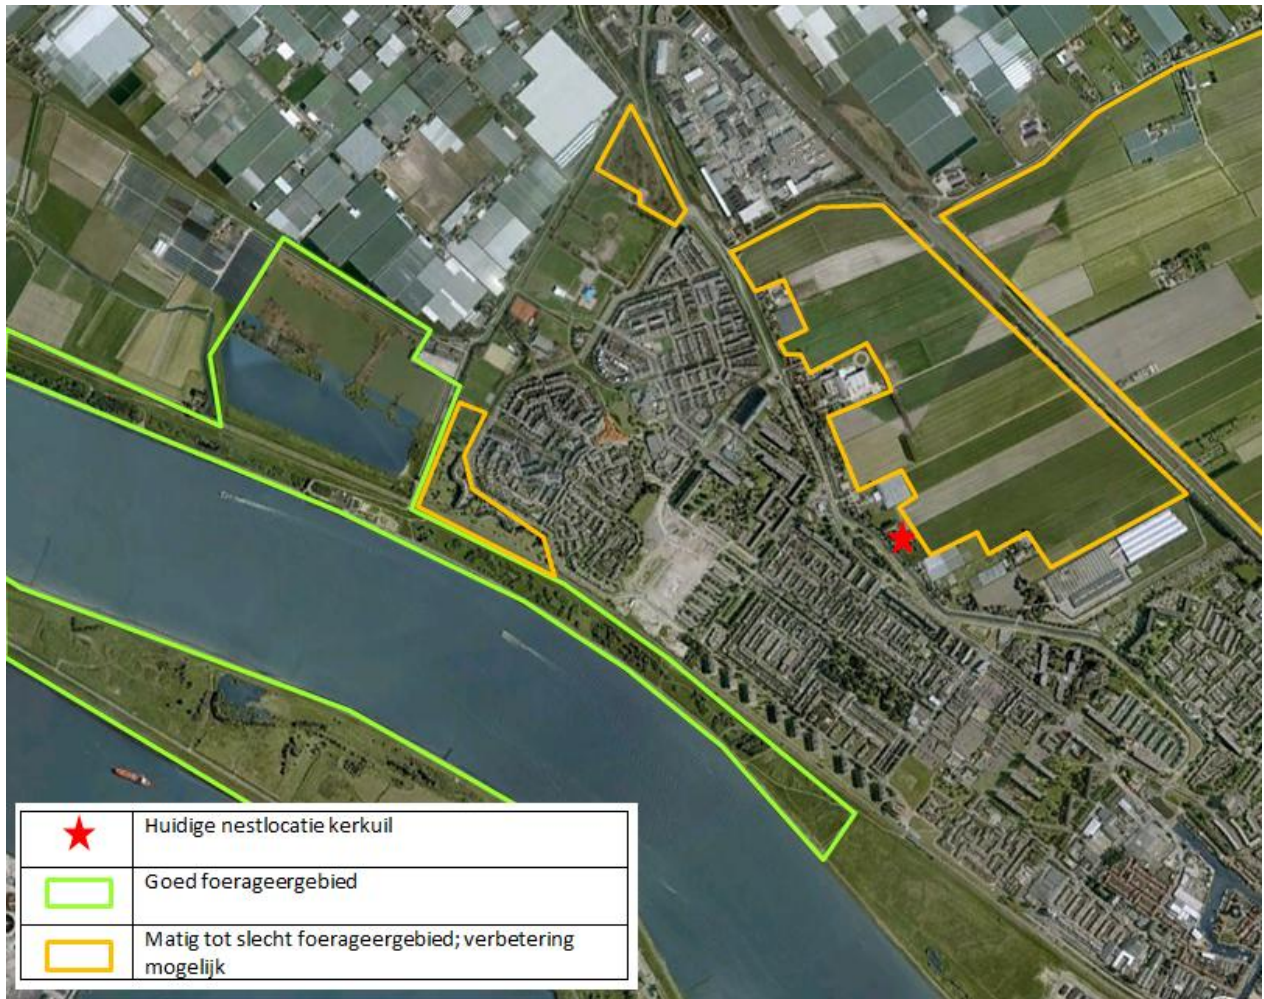 Huidige nestlocatie kerkuil
Goed foerageergebied
Matig tot slecht foerageergebied; verbetering
mogelijk